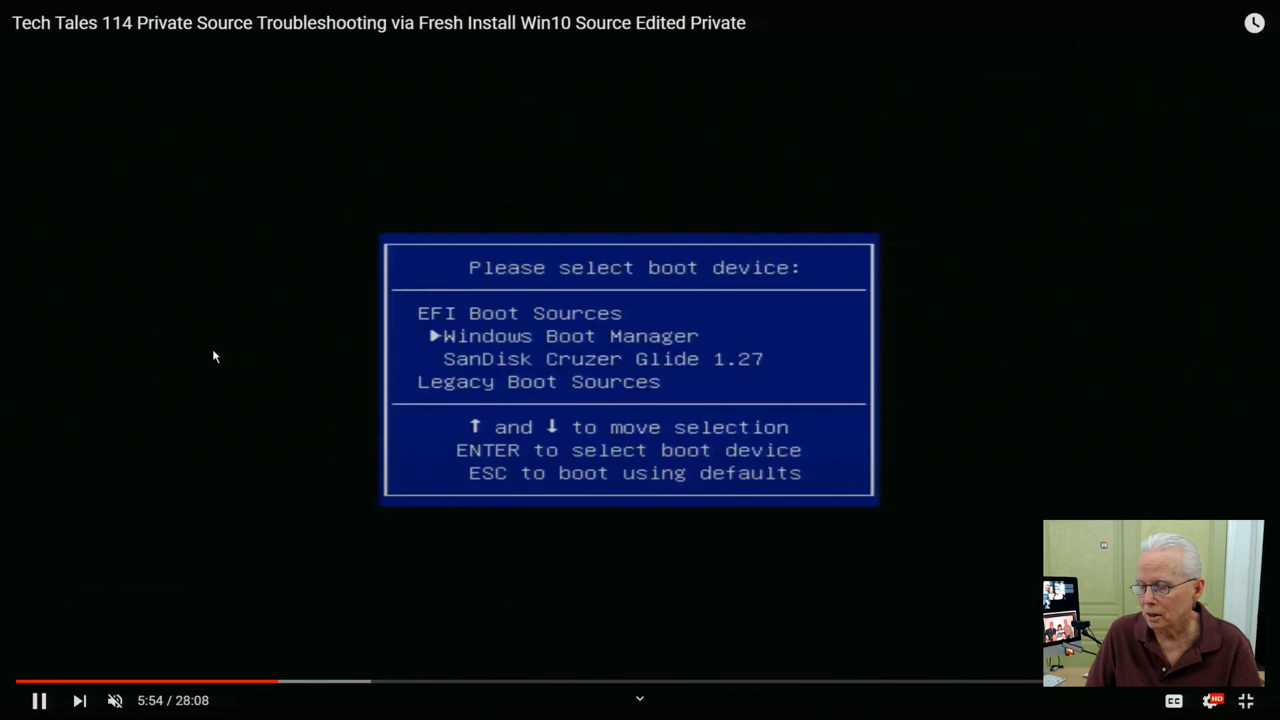 Tech Tales 114 Private Source Troubleshooting via Fresh Install Win10 Source Edited Private
Please select boot device:
EFI Boot Sources
Windows Boot Manager
SanDisk Cruzer Glide 1.27
Legacy Boot Sources
↑ and ↓ to move selection
ENTER to select boot device
ESC to boot using defaults
5:54 / 28:08
CC
HD